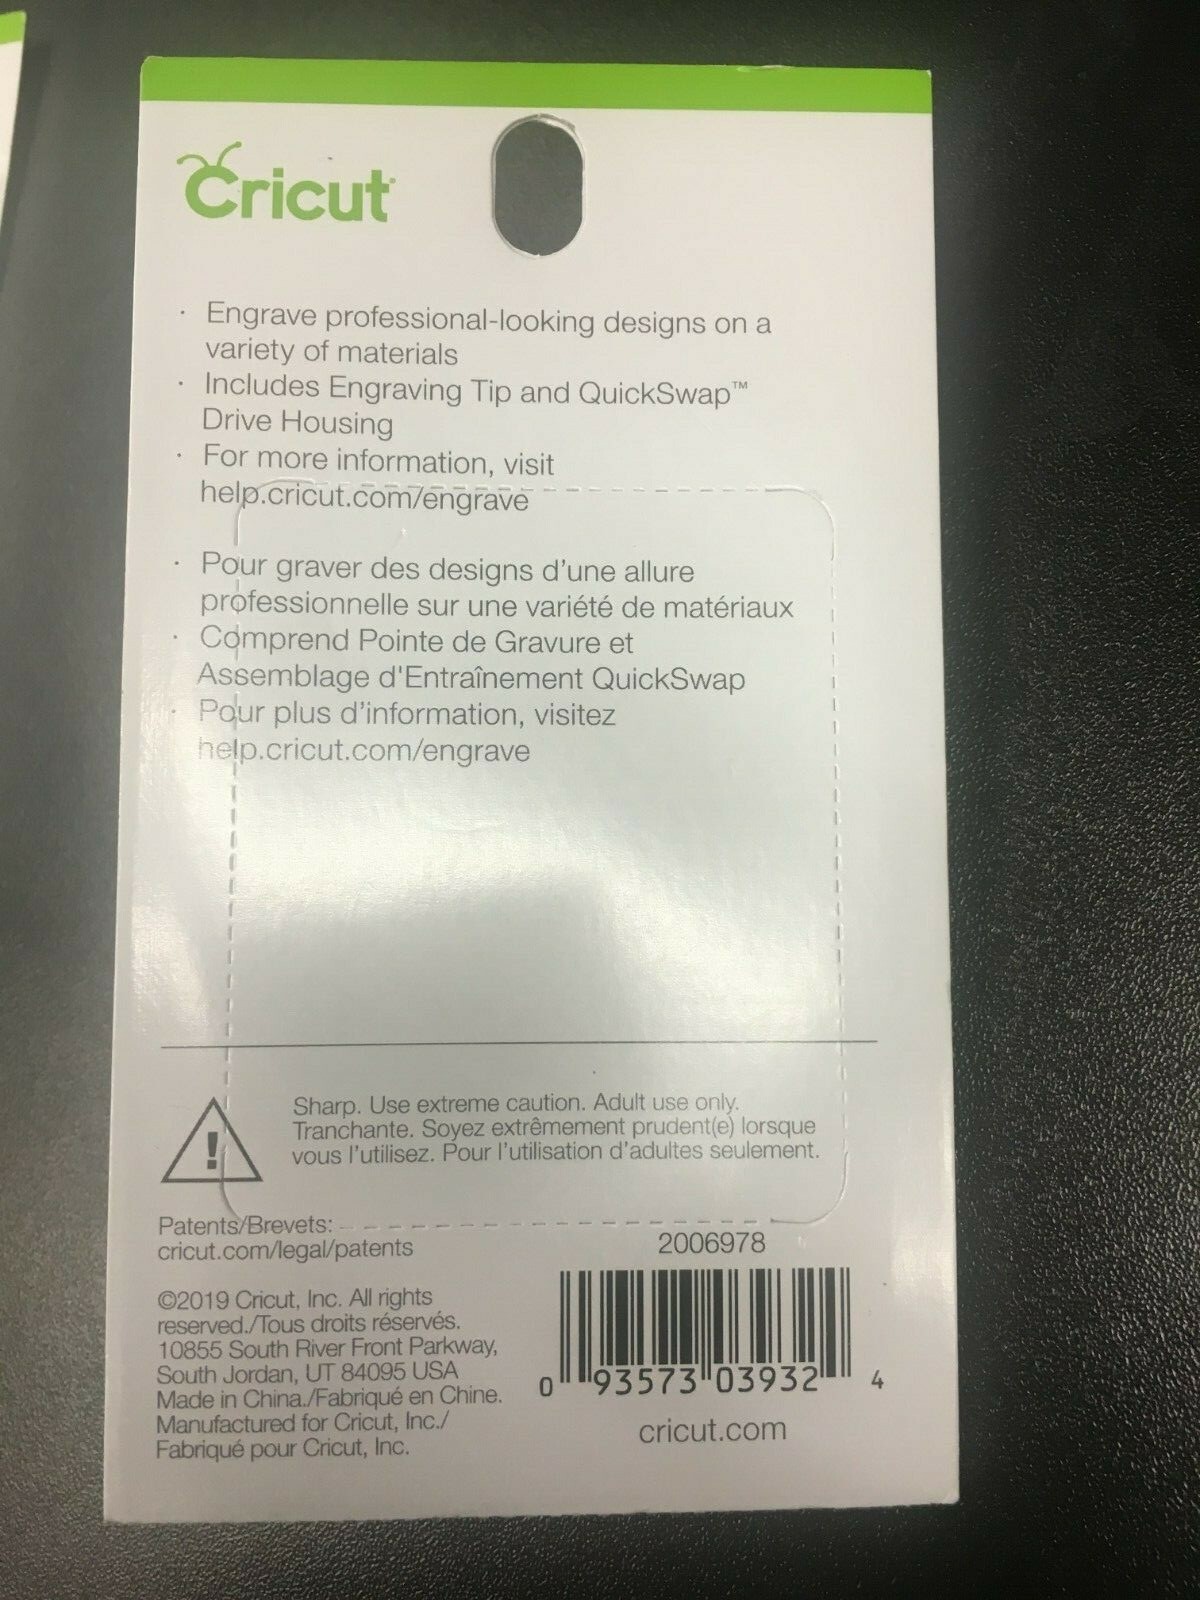 Cricut
· Engrave professional-looking designs on a
variety of materials
· Includes Engraving Tip and QuickSwap™
Drive Housing
· For more information, visit
help.cricut.com/engrave
· Pour graver des designs d'une allure
professionnelle sur une variété de matériaux
· Comprend Pointe de Gravure et
Assemblage d'Entraînement QuickSwap
· Pour plus d'information, visitez
help.cricut.com/engrave
Sharp. Use extreme caution. Adult use only.
Tranchante. Soyez extrêmement prudent(e) lorsque
vous l'utilisez. Pour l'utilisation d'adultes seulement.
!
Patents/Brevets:
cricut.com/legal/patents
©2019 Cricut, Inc. All rights
reserved./Tous droits réservés.
10855 South River Front Parkway,
South Jordan, UT 84095 USA
Made in China./Fabriqué en Chine.
Manufactured for Cricut, Inc./
Fabriqué pour Cricut, Inc.
2006978
0 93573 03932 4
cricut.com